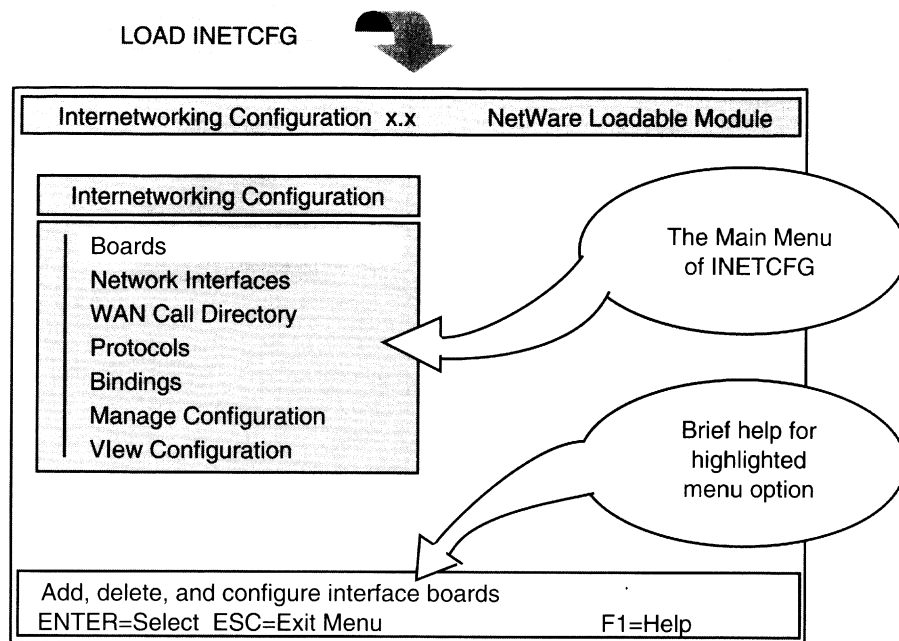 LOAD INETCFG
Internetworking Configuration x.x NetWare Loadable Module
Internetworking Configuration
Boards
Network Interfaces
WAN Call Directory
Protocols
Bindings
Manage Configuration
VIew Configuration
The Main Menu
of INETCFG
Brief help for
highlighted
menu option
Add, delete, and configure interface boards
ENTER=Select ESC=Exit Menu F1=Help